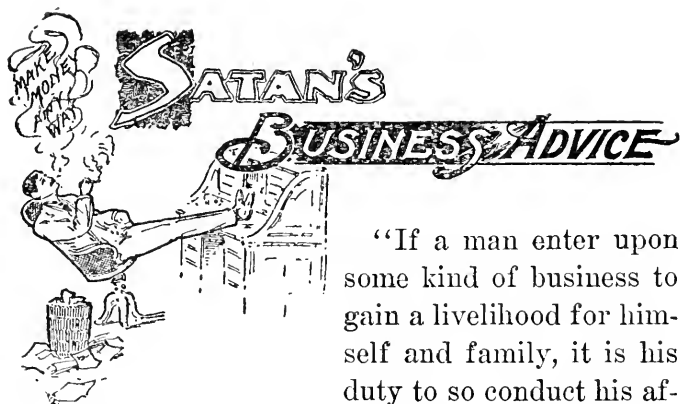 MAKE
MONEY
ANY
WAY
SATAN'S
BUSINESS ADVICE
“If a man enter upon
some kind of business to
gain a livelihood for him-
self and family, it is his
duty to so conduct his af-